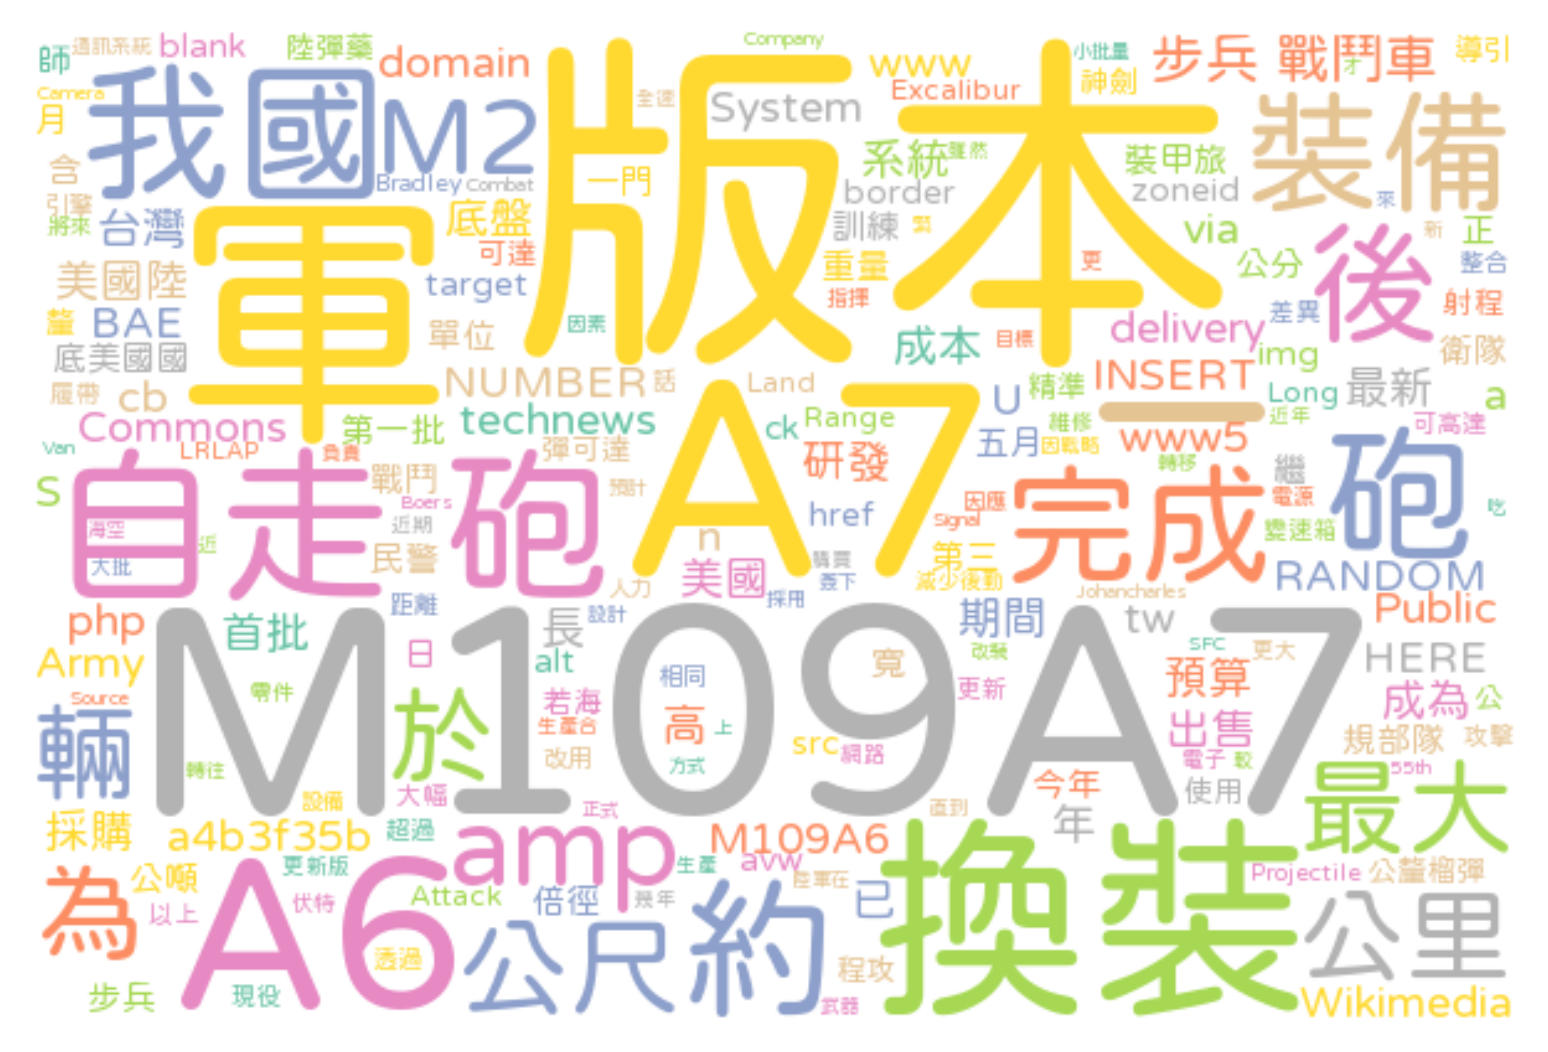 師 通訊系統 blank 陸彈藥 domain Company www 小批量 步兵 戰鬥車 導引
Camera 我國 M2 版本 全速 System Excalibur 神劍 才 裝備
月 Bradley Combat 一門 系統 雖然 裝甲旅 zoneid 來
含 引擎 將來 台灣 軍 底盤 border 訓練 緊 via 後 新 正
美國陸 可達 target 重量 指揮 更 公分 整合
釐 BAE 單位 因素 成本 目標 delivery 差異 射程
底美國國 NUMBER 話 Land INSERT img 衛隊
履帶 cb A7 U 精準 一 Long 最新 a
Commons 第一批 technews ck Range 維修 近年 可高達
Van LRLAP 負責 彈可達 研發 五月 因戰略 www5 砲
S 自走砲 戰鬥 預計 完成 轉移 繼
海空 近 Boers 近期 href 因應 Signal 電源 吃
大批 民警 n 美國 購買 簽下 第三 變速箱
人力 採用 減少後勤 Johancharles RANDOM
php 首批 距離 長 設計 期間 tw Public
Army 日 alt M109A7 相同 寬 改裝 SFC 更大 HERE
Source 零件 於 若海 高 上 更新 預算 成為 公
輛 生產合 src 網路 出售 規部隊 攻擊
轉往 改用 方式 電子 較 55th
設備 大幅 正式 直到 今年 使用 最大
採購 a4b3f35b 超過 amp M109A6 年
為 公噸 更新版 A6 生產 avw 陸軍在 換裝 Projectile 公釐榴彈
以上 伏特 Attack 倍徑 幾年 約 已 公里
透過 公尺 程攻
步兵 現役 武器 Wikimedia